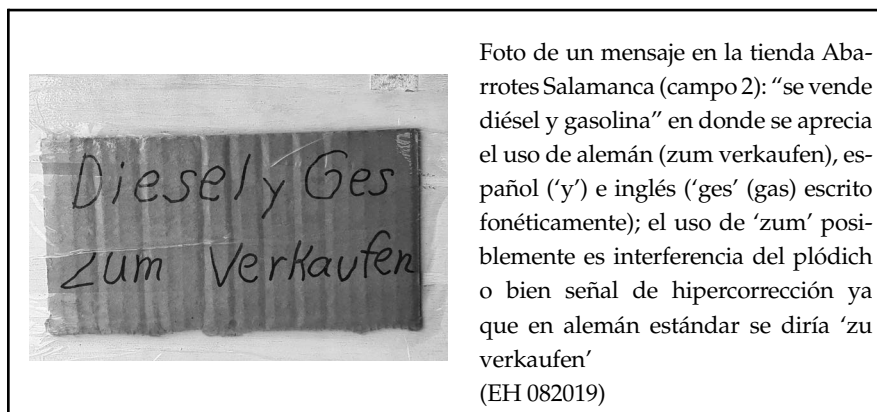 Diesel y Ges
Zum Verkaufen
Foto de un mensaje en la tienda Aba-
rrotes Salamanca (campo 2): “se vende
diésel y gasolina” en donde se aprecia
el uso de alemán (zum verkaufen), es-
pañol (‘y’) e inglés (‘ges’ (gas) escrito
fonéticamente); el uso de ‘zum’ posi-
blemente es interferencia del plódich
o bien señal de hipercorrección ya
que en alemán estándar se diría ‘zu
verkaufen’
(EH 082019)